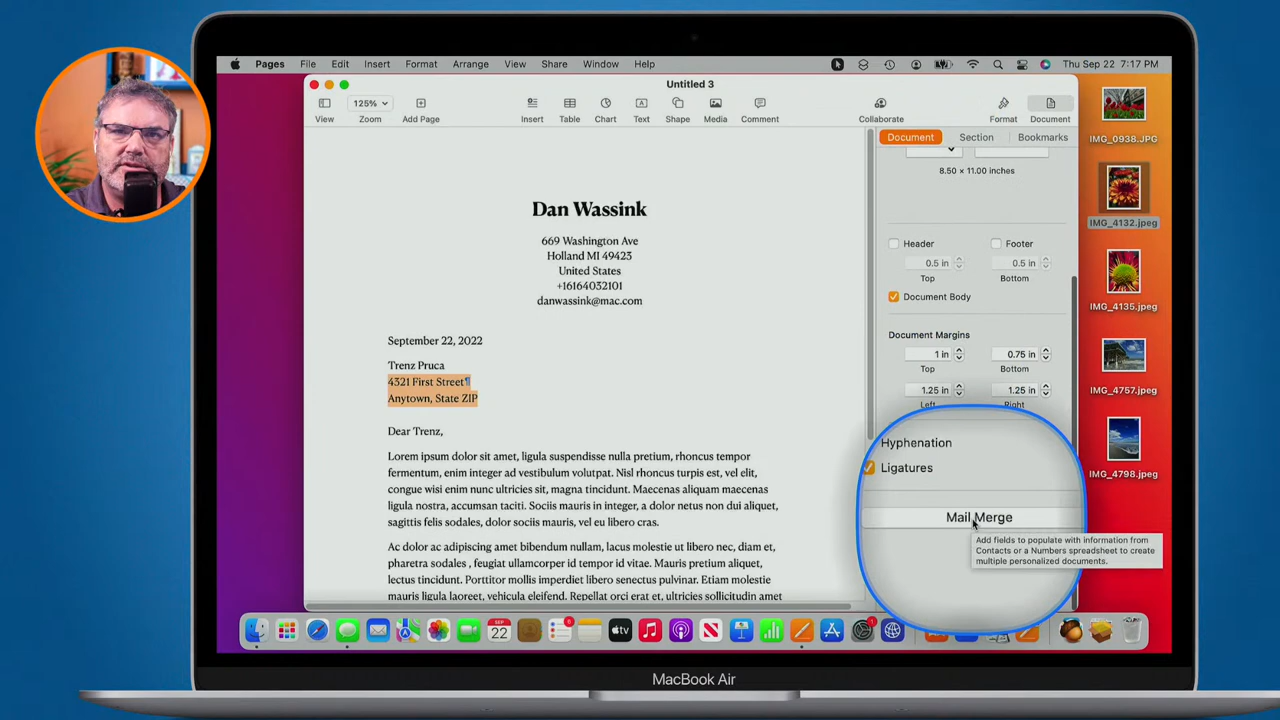 Pages File Edit Insert Format Arrange View Share Window Help Thu Sep 22 7:17 PM
Untitled 3
125%
View Zoom Add Page Insert Table Chart Text Shape Media Comment Collaborate Format Document
Document Section Bookmarks
8.50 × 11.00 inches
Header Footer
0.5 in 0.5 in
Top Bottom
Document Body
Document Margins
1 in 0.75 in
Top Bottom
1.25 in 1.25 in
Left Right
Hyphenation
Ligatures
Mail Merge
Add fields to populate with information from
Contacts or a Numbers spreadsheet to create
multiple personalized documents.
Dan Wassink
669 Washington Ave
Holland MI 49423
United States
+16164032101
danwassink@mac.com
September 22, 2022
Trenz Pruca
4321 First Street¶
Anytown, State ZIP
Dear Trenz,
Lorem ipsum dolor sit amet, ligula suspendisse nulla pretium, rhoncus tempor
fermentum, enim integer ad vestibulum volutpat. Nisl rhoncus turpis est, vel elit,
congue wisi enim nunc ultricies sit, magna tincidunt. Maecenas aliquam maecenas
ligula nostra, accumsan taciti. Sociis mauris in integer, a dolor netus non dui aliquet,
sagittis felis sodales, dolor sociis mauris, vel eu libero cras.
Ac dolor ac adipiscing amet bibendum nullam, lacus molestie ut libero nec, diam et,
pharetra sodales , feugiat ullamcorper id tempor id vitae. Mauris pretium aliquet,
lectus tincidunt. Porttitor mollis imperdiet libero senectus pulvinar. Etiam molestie
mauris ligula laoreet, vehicula eleifend. Repellat orci erat et, ultricies sollicitudin amet
IMG_0938.JPG
IMG_4132.jpeg
IMG_4135.jpeg
IMG_4757.jpeg
IMG_4798.jpeg
SEP
22
tv
MacBook Air